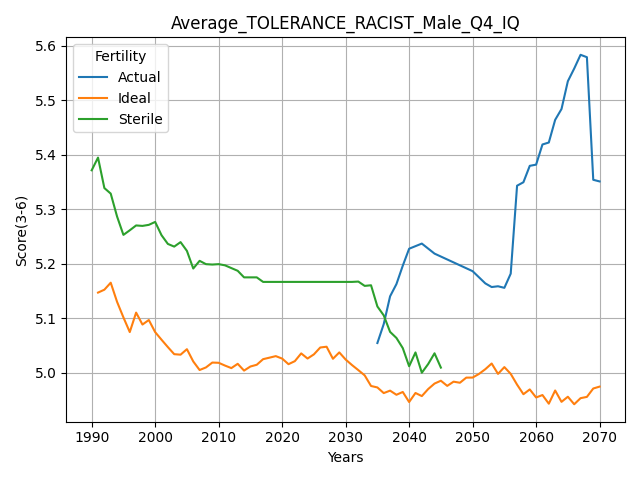 Average_TOLERANCE_RACIST_Male_Q4_IQ
Fertility
Actual
Ideal
Sterile
Score(3-6)
5.6
5.5
5.4
5.3
5.2
5.1
5.0
1990 2000 2010 2020 2030 2040 2050 2060 2070
Years